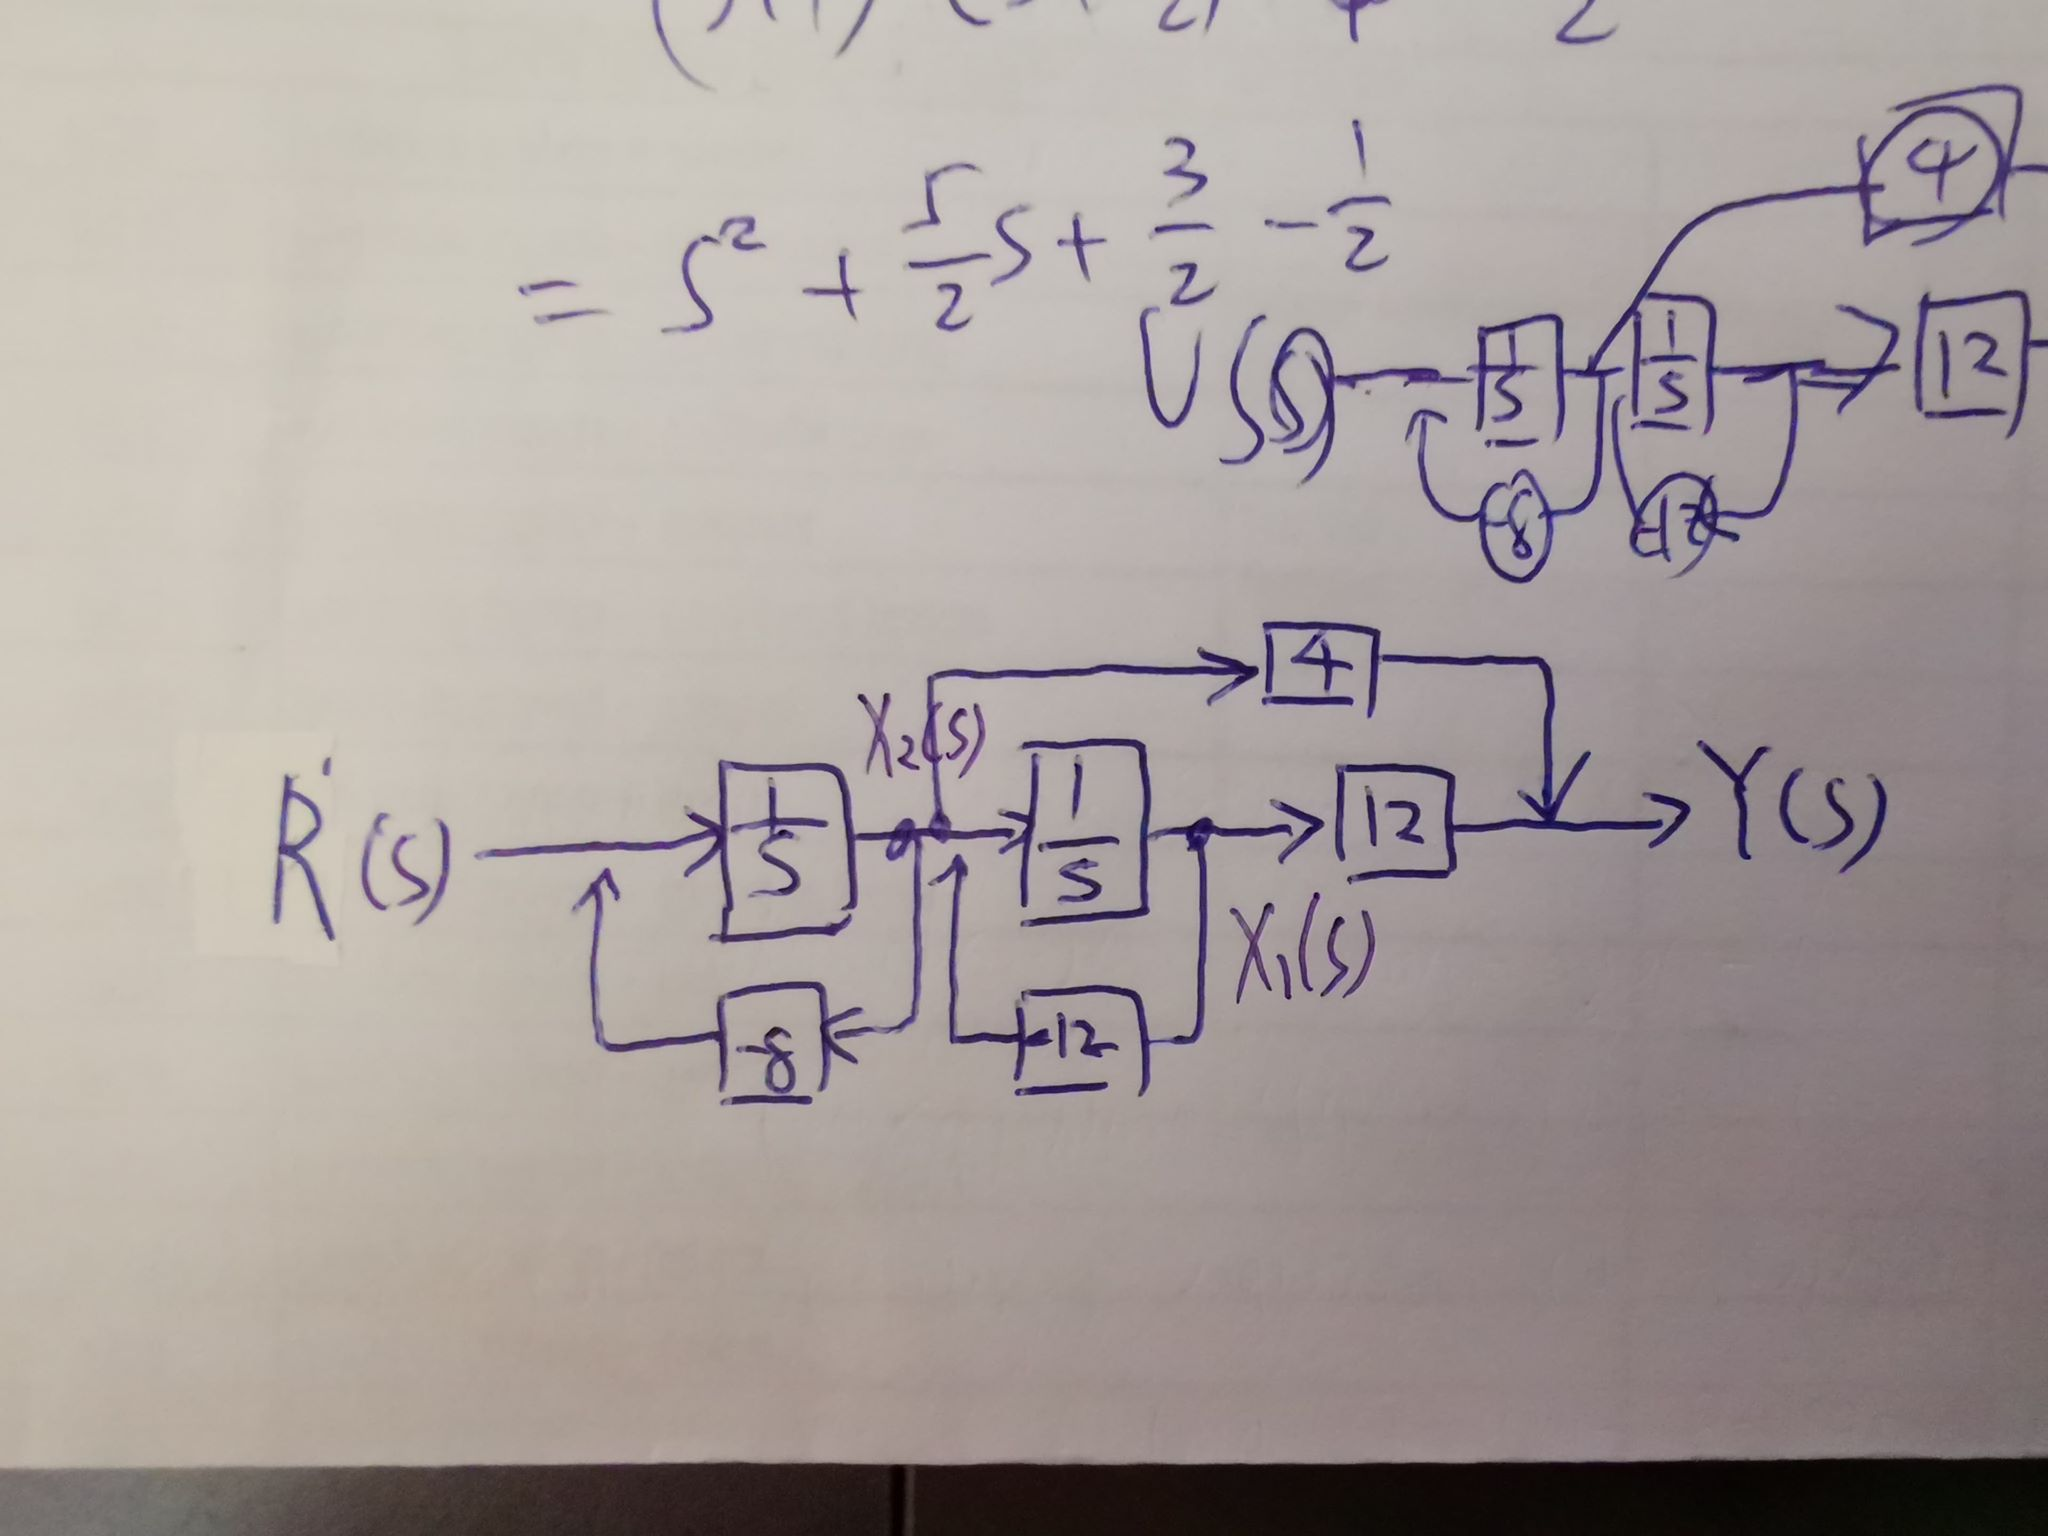 = s² + 5/2 s + 3/2 - 1/2
4
U(s) 1/s 1/s 12
-8 -12
4
X₂(s)
R(s) 1/s 1/s 12 Y(s)
X₁(s)
-8 -12